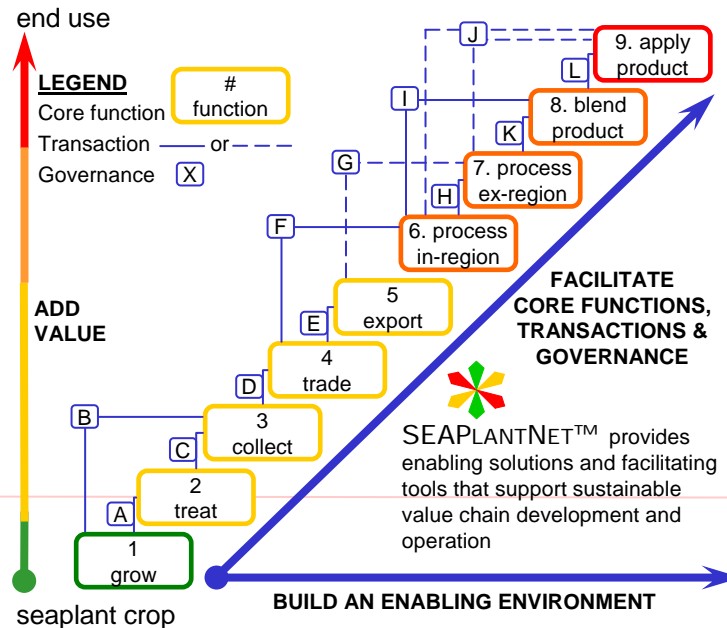 end use
LEGEND
#
function
Core function
Transaction or
Governance X
J
9. apply
product
L
I
8. blend
product
K
G
7. process
ex-region
H
F
6. process
in-region
ADD
VALUE
5
export
E
FACILITATE
CORE FUNCTIONS,
TRANSACTIONS &
GOVERNANCE
4
trade
D
B
3
collect
C
SEAPLANTNET™ provides
enabling solutions and facilitating
tools that support sustainable
value chain development and
operation
2
treat
A
1
grow
seaplant crop
BUILD AN ENABLING ENVIRONMENT